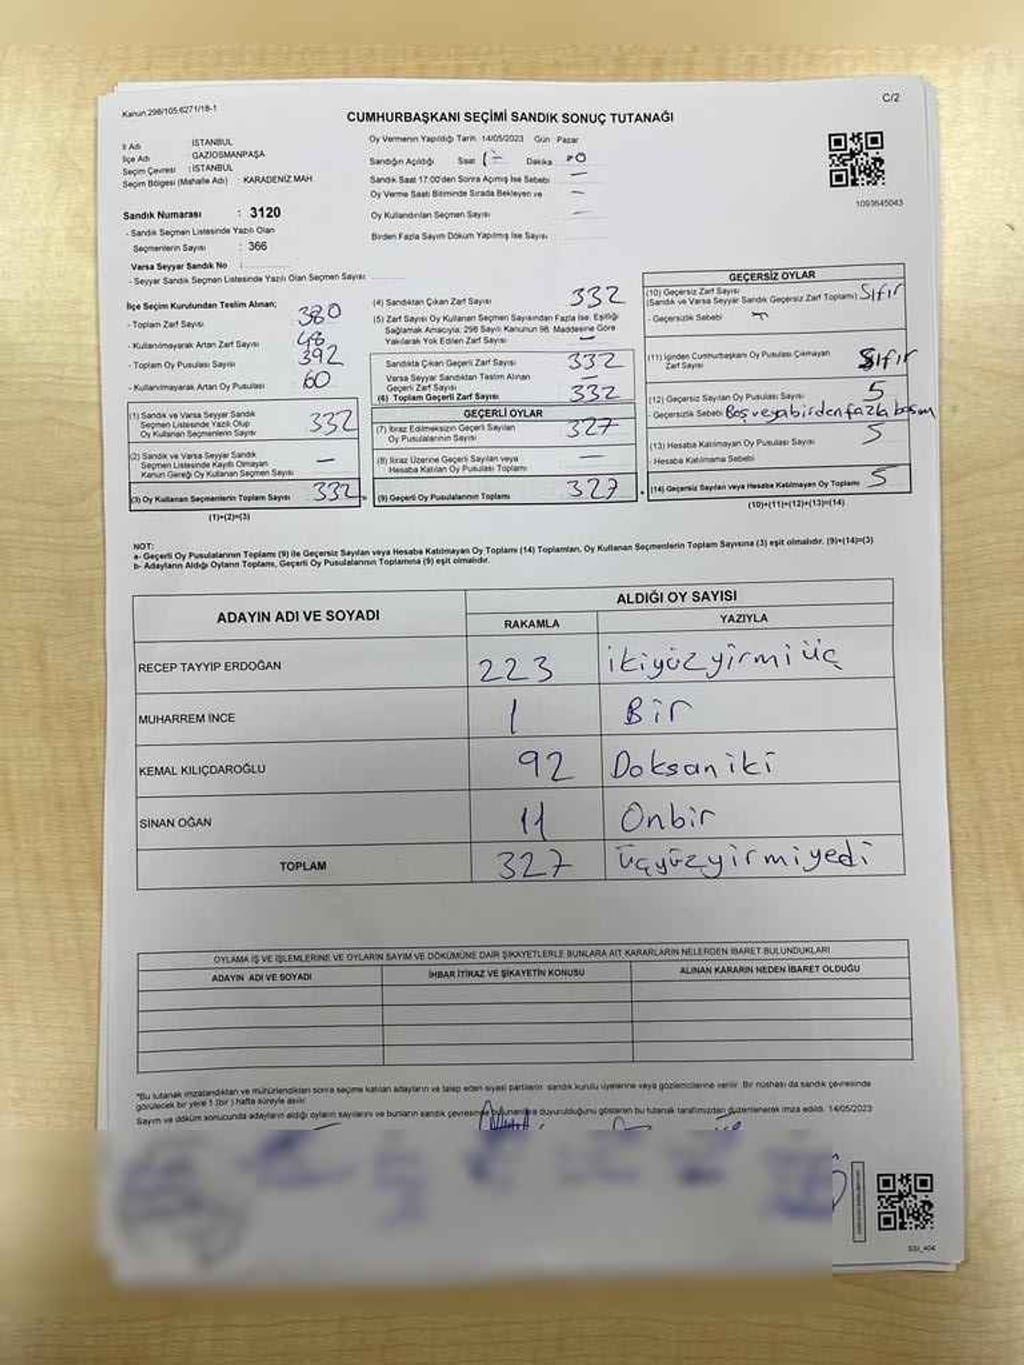 Kanun:298/105:6271/18-1
C/2
CUMHURBAŞKANI SEÇİMİ SANDIK SONUÇ TUTANAĞI
İl Adı İSTANBUL
İlçe Adı GAZİOSMANPAŞA
Seçim Çevresi : İSTANBUL
Seçim Bölgesi (Mahalle Adı) : KARADENİZ MAH.
Sandık Numarası : 3120
- Sandık Seçmen Listesinde Yazılı Olan
Seçmenlerin Sayısı : 366
Varsa Seyyar Sandık No :
- Seyyar Sandık Seçmen Listesinde Yazılı Olan Seçmen Sayısı
Oy Vermenin Yapıldığı Tarih 14/05/2023 Gün Pazar
Sandığın Açıldığı Saat Dakika
Sandık Saat 17:00'den Sonra Açılmış İse Sebebi —
Oy Verme Saati Bitiminde Sırada Bekleyen ve —
Oy Kullandırılan Seçmen Sayısı —
Birden Fazla Sayım Döküm Yapılmış İse Sayısı
1093645043
İlçe Seçim Kurulundan Teslim Alınan;
- Toplam Zarf Sayısı 380
- Kullanılmayarak Artan Zarf Sayısı 48
- Toplam Oy Pusulası Sayısı 392
- Kullanılmayarak Artan Oy Pusulası 60
(1) Sandık ve Varsa Seyyar Sandık
Seçmen Listesinde Yazılı Olup
Oy Kullanan Seçmenlerin Sayısı 332
(2) Sandık ve Varsa Seyyar Sandık
Seçmen Listesinde Kayıtlı Olmayan
Kanun Gereği Oy Kullanan Seçmen Sayısı —
(3) Oy Kullanan Seçmenlerin Toplam Sayısı 332
(1)+(2)=(3)
(4) Sandıktan Çıkan Zarf Sayısı 332
(5) Zarf Sayısı Oy Kullanan Seçmen Sayısından Fazla İse, Eşitliği
Sağlamak Amacıyla, 298 Sayılı Kanunun 98. Maddesine Göre
Yakılarak Yok Edilen Zarf Sayısı —
Sandıkta Çıkan Geçerli Zarf Sayısı 332
Varsa Seyyar Sandıktan Teslim Alınan
Geçerli Zarf Sayısı —
(6) Toplam Geçerli Zarf Sayısı 332
GEÇERLİ OYLAR
(7) İtiraz Edilmeksizin Geçerli Sayılan
Oy Pusulalarının Sayısı 327
(8) İtiraz Üzerine Geçerli Sayılan veya
Hesaba Katılan Oy Pusulası Toplamı —
(9) Geçerli Oy Pusulalarının Toplamı 327
GEÇERSİZ OYLAR
(10) Geçersiz Zarf Sayısı
(Sandık ve Varsa Seyyar Sandık Geçersiz Zarf Toplamı) Sıfır
- Geçersizlik Sebebi
(11) İçinden Cumhurbaşkanı Oy Pusulası Çıkmayan
Zarf Sayısı Sıfır
(12) Geçersiz Sayılan Oy Pusulası Sayısı 5
- Geçersizlik Sebebi Boş veya birden fazla basım
(13) Hesaba Katılmayan Oy Pusulası Sayısı 5
- Hesaba Katılmama Sebebi
(14) Geçersiz Sayılan veya Hesaba Katılmayan Oy Toplamı 5
(10)+(11)+(12)+(13)=(14)
NOT:
a- Geçerli Oy Pusulalarının Toplamı (9) ile Geçersiz Sayılan veya Hesaba Katılmayan Oy Toplamı (14) Toplamları, Oy Kullanan Seçmenlerin Toplam Sayısına (3) eşit olmalıdır. (9)+(14)=(3)
b- Adayların Aldığı Oyların Toplamı, Geçerli Oy Pusulalarının Toplamına (9) eşit olmalıdır.
ADAYIN ADI VE SOYADI ALDIĞI OY SAYISI
RAKAMLA YAZIYLA
RECEP TAYYİP ERDOĞAN 223 ikiyüzyirmiüç
MUHARREM İNCE 1 Bir
KEMAL KILIÇDAROĞLU 92 Doksaniki
SİNAN OĞAN 11 Onbir
TOPLAM 327 üçyüzyirmiyedi
OYLAMA İŞ VE İŞLEMLERİNE VE OYLARIN SAYIM VE DÖKÜMÜNE DAİR ŞİKAYETLERLE BUNLARA AİT KARARLARIN NELERDEN İBARET BULUNDUKLARI
ADAYIN ADI VE SOYADI İHBAR İTİRAZ VE ŞİKAYETİN KONUSU ALINAN KARARIN NEDEN İBARET OLDUĞU
*Bu tutanak imzalandıktan ve mühürlendikten sonra seçime katılan adayların ve talep eden siyasi partilerin sandık kurulu üyelerine veya gözlemcilerine verilir. Bir nüshası da sandık çevresinde
görülecek bir yere 1 (bir) hafta süreyle asılır.
Sayım ve döküm sonucunda adayların aldığı oyların sayılarını ve bunların sandık çevresinde bulunanlara duyurulduğunu gösteren bu tutanak tarafımızdan düzenlenerek imza edildi. 14/05/2023
SSI_404